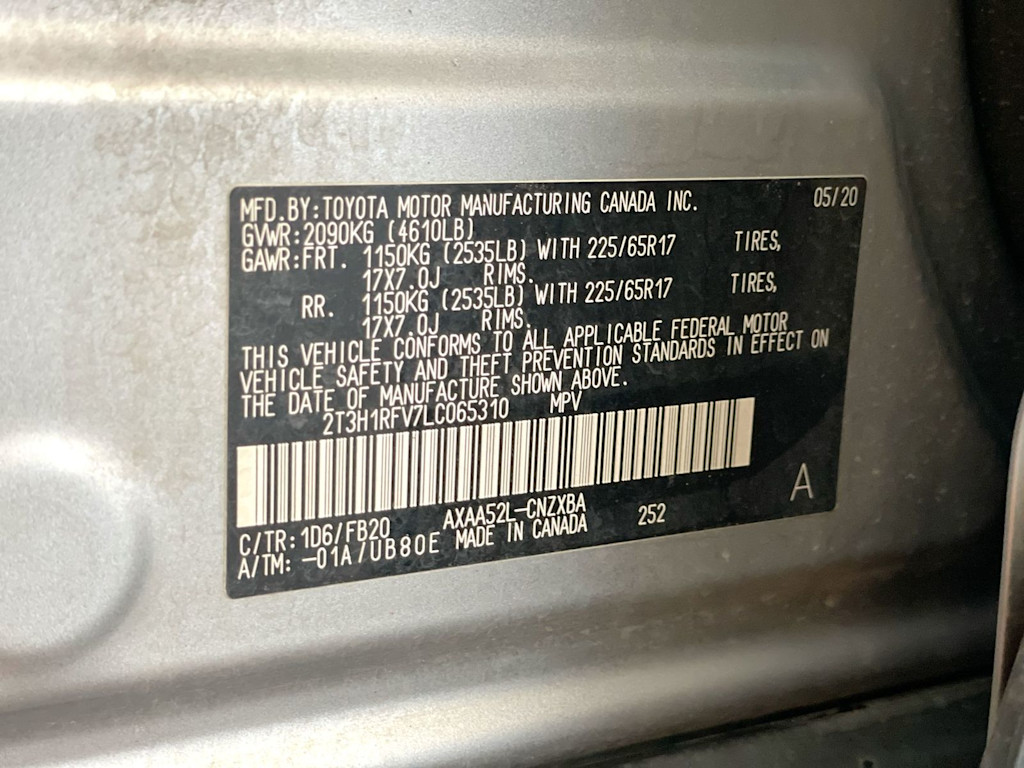 MFD.BY:TOYOTA MOTOR MANUFACTURING CANADA INC. 05/20
GVWR:2090KG (4610LB)
GAWR:FRT. 1150KG (2535LB) WITH 225/65R17 TIRES,
17X7.0J RIMS.
RR. 1150KG (2535LB) WITH 225/65R17 TIRES,
17X7.0J RIMS.
THIS VEHICLE CONFORMS TO ALL APPLICABLE FEDERAL MOTOR
VEHICLE SAFETY AND THEFT PREVENTION STANDARDS IN EFFECT ON
THE DATE OF MANUFACTURE SHOWN ABOVE.
2T3H1RFV7LC065310 MPV
A
C/TR:1D6/FB20 AXAA52L-CNZXBA 252
A/TM: -01A/UB80E MADE IN CANADA